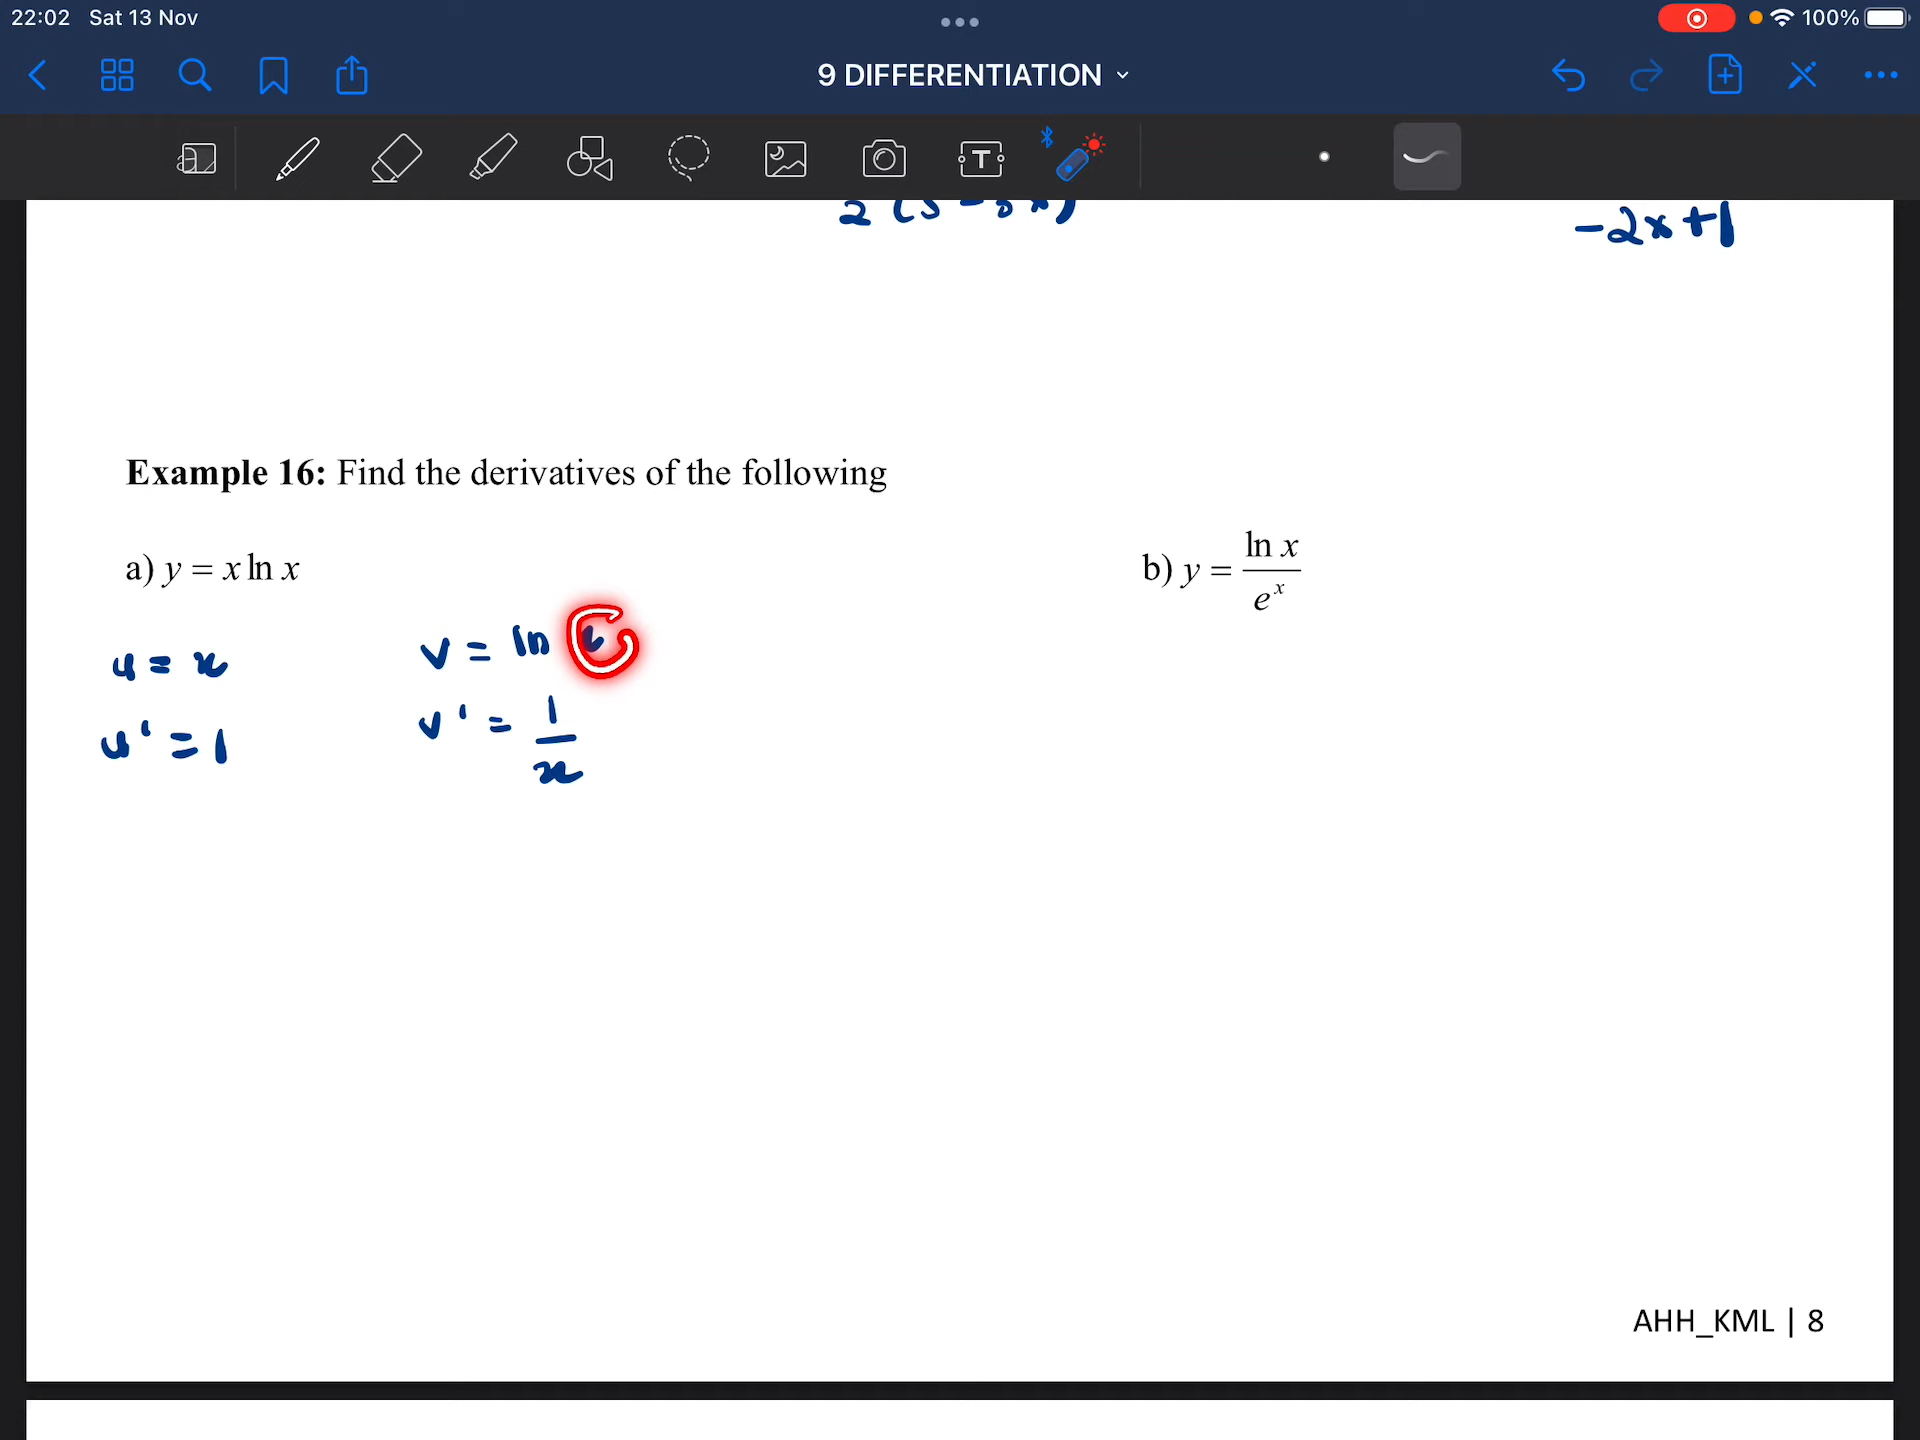 22:02 Sat 13 Nov
100%
9 DIFFERENTIATION
-2x+1
Example 16: Find the derivatives of the following
a) y = x ln x
b) y = ln x / e^x
u = x
v = ln
u' = 1
v' = 1/x
AHH_KML | 8